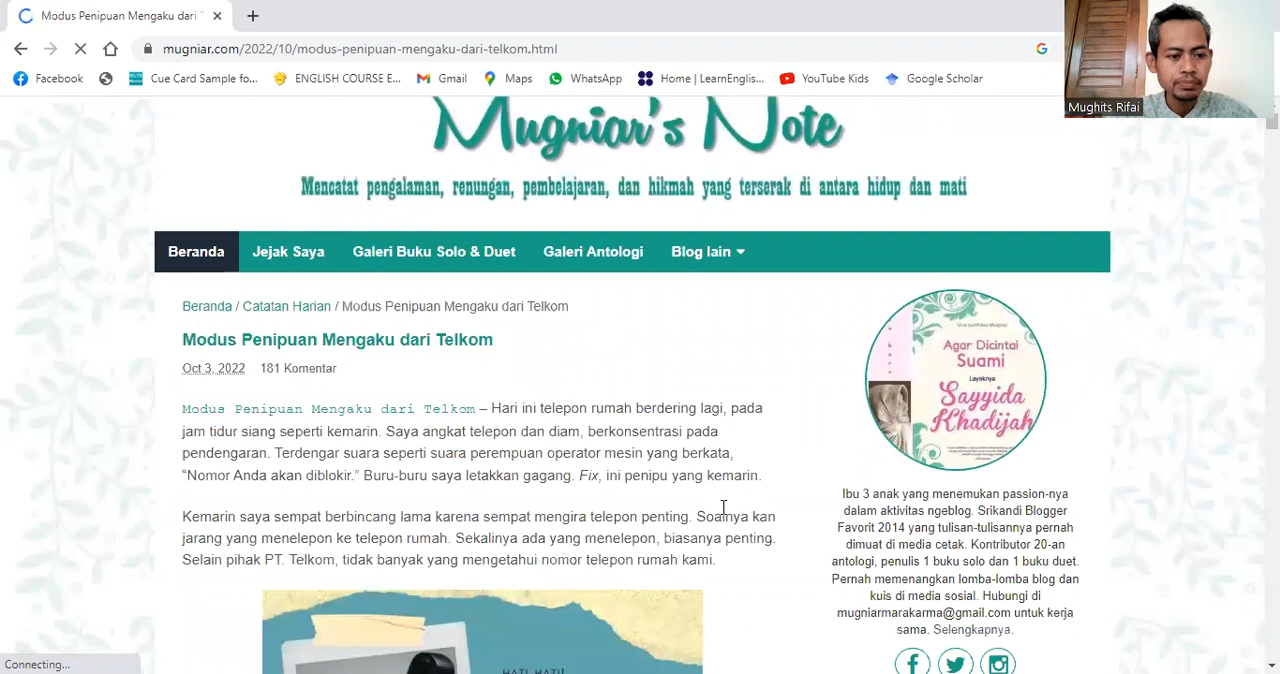 Modus Penipuan Mengaku dari
mugniar.com/2022/10/modus-penipuan-mengaku-dari-telkom.html
Facebook
Cue Card Sample fo...
ENGLISH COURSE E...
Gmail
Maps
WhatsApp
Home | LearnEnglis...
YouTube Kids
Google Scholar
Mughits Rifai
Mugniar's Note
Mencatat pengalaman, renungan, pembelajaran, dan hikmah yang terserak di antara hidup dan mati
Beranda
Jejak Saya
Galeri Buku Solo & Duet
Galeri Antologi
Blog lain
Beranda / Catatan Harian / Modus Penipuan Mengaku dari Telkom
Modus Penipuan Mengaku dari Telkom
Oct 3, 2022 181 Komentar
Modus Penipuan Mengaku dari Telkom – Hari ini telepon rumah berdering lagi, pada
jam tidur siang seperti kemarin. Saya angkat telepon dan diam, berkonsentrasi pada
pendengaran. Terdengar suara seperti suara perempuan operator mesin yang berkata,
“Nomor Anda akan diblokir.” Buru-buru saya letakkan gagang. Fix, ini penipu yang kemarin.
Kemarin saya sempat berbincang lama karena sempat mengira telepon penting. Soalnya kan
jarang yang menelepon ke telepon rumah. Sekalinya ada yang menelepon, biasanya penting.
Selain pihak PT. Telkom, tidak banyak yang mengetahui nomor telepon rumah kami.
HATI-HATI!
Agar Dicintai
Suami
Layaknya
Sayyida
Khadijah
Ibu 3 anak yang menemukan passion-nya
dalam aktivitas ngeblog. Srikandi Blogger
Favorit 2014 yang tulisan-tulisannya pernah
dimuat di media cetak. Kontributor 20-an
antologi, penulis 1 buku solo dan 1 buku duet.
Pernah memenangkan lomba-lomba blog dan
kuis di media sosial. Hubungi di
mugniarmarakarma@gmail.com untuk kerja
sama. Selengkapnya.
Connecting...